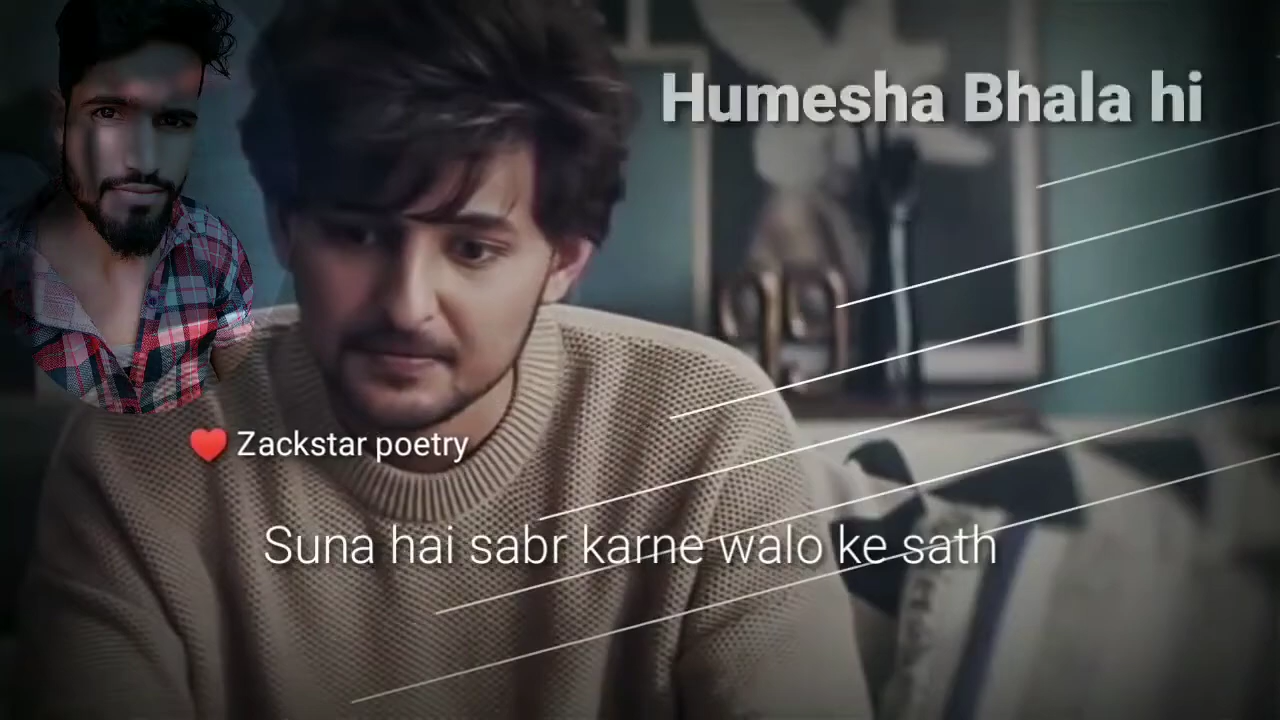 Humesha Bhala hi
❤️ Zackstar poetry
Suna hai sabr karne walo ke sath